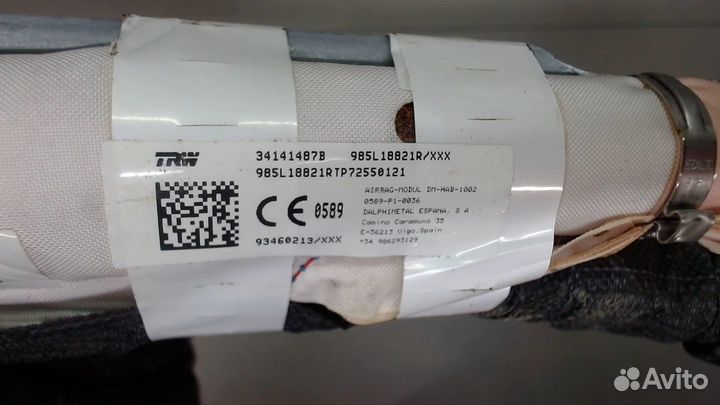 TRW
34141487B 985L18821R/XXX
985L18821RTP72550121
CE 0589
93460213/XXX
AIRBAG-MODUL DM-HAB-1002
0589-P1-0036
DALPHIMETAL ESPANA, S A
Camino Caramuxo 35
E-36213 Vigo, Spain
+34 986293129
Avito